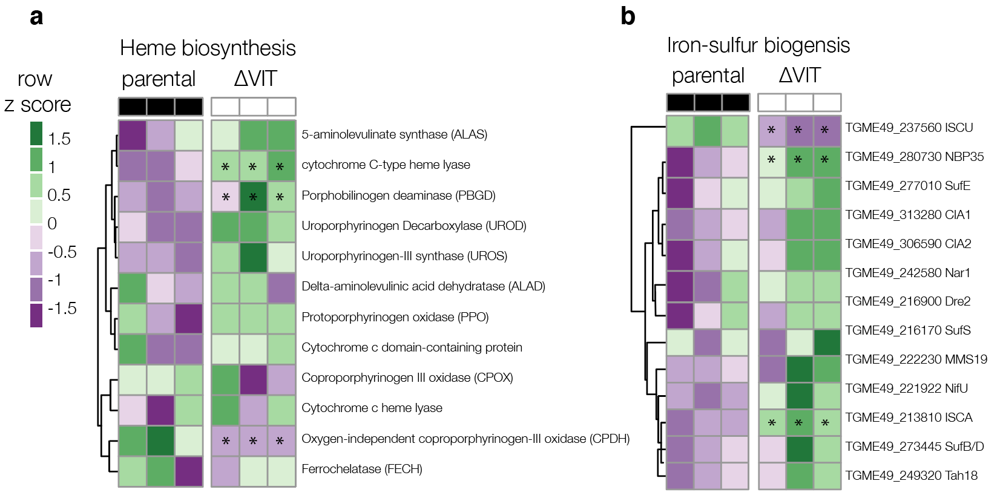 a
Heme biosynthesis
parental
ΔVIT
row
z score
1.5
1
0.5
0
-0.5
-1
-1.5
5-aminolevulinate synthase (ALAS)
* * * cytochrome C-type heme lyase
* * * Porphobilinogen deaminase (PBGD)
Uroporphyrinogen Decarboxylase (UROD)
Uroporphyrinogen-III synthase (UROS)
Delta-aminolevulinic acid dehydratase (ALAD)
Protoporphyrinogen oxidase (PPO)
Cytochrome c domain-containing protein
Coproporphyrinogen III oxidase (CPOX)
Cytochrome c heme lyase
* * * Oxygen-independent coproporphyrinogen-III oxidase (CPDH)
Ferrochelatase (FECH)
b
Iron-sulfur biogensis
parental
ΔVIT
* * * TGME49_237560 ISCU
* * * TGME49_280730 NBP35
TGME49_277010 SufE
TGME49_313280 CIA1
TGME49_306590 CIA2
TGME49_242580 Nar1
TGME49_216900 Dre2
TGME49_216170 SufS
TGME49_222230 MMS19
TGME49_221922 NifU
* * * TGME49_213810 ISCA
TGME49_273445 SufB/D
TGME49_249320 Tah18